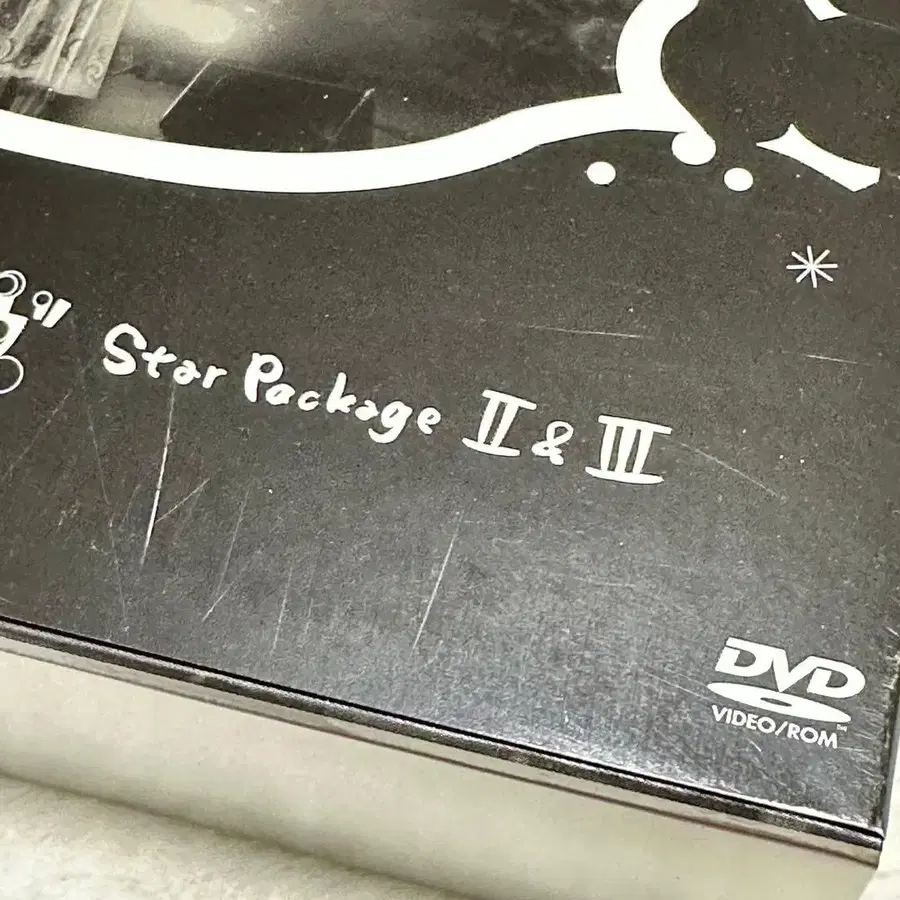 Star Package Ⅱ & Ⅲ
DVD
VIDEO/ROM